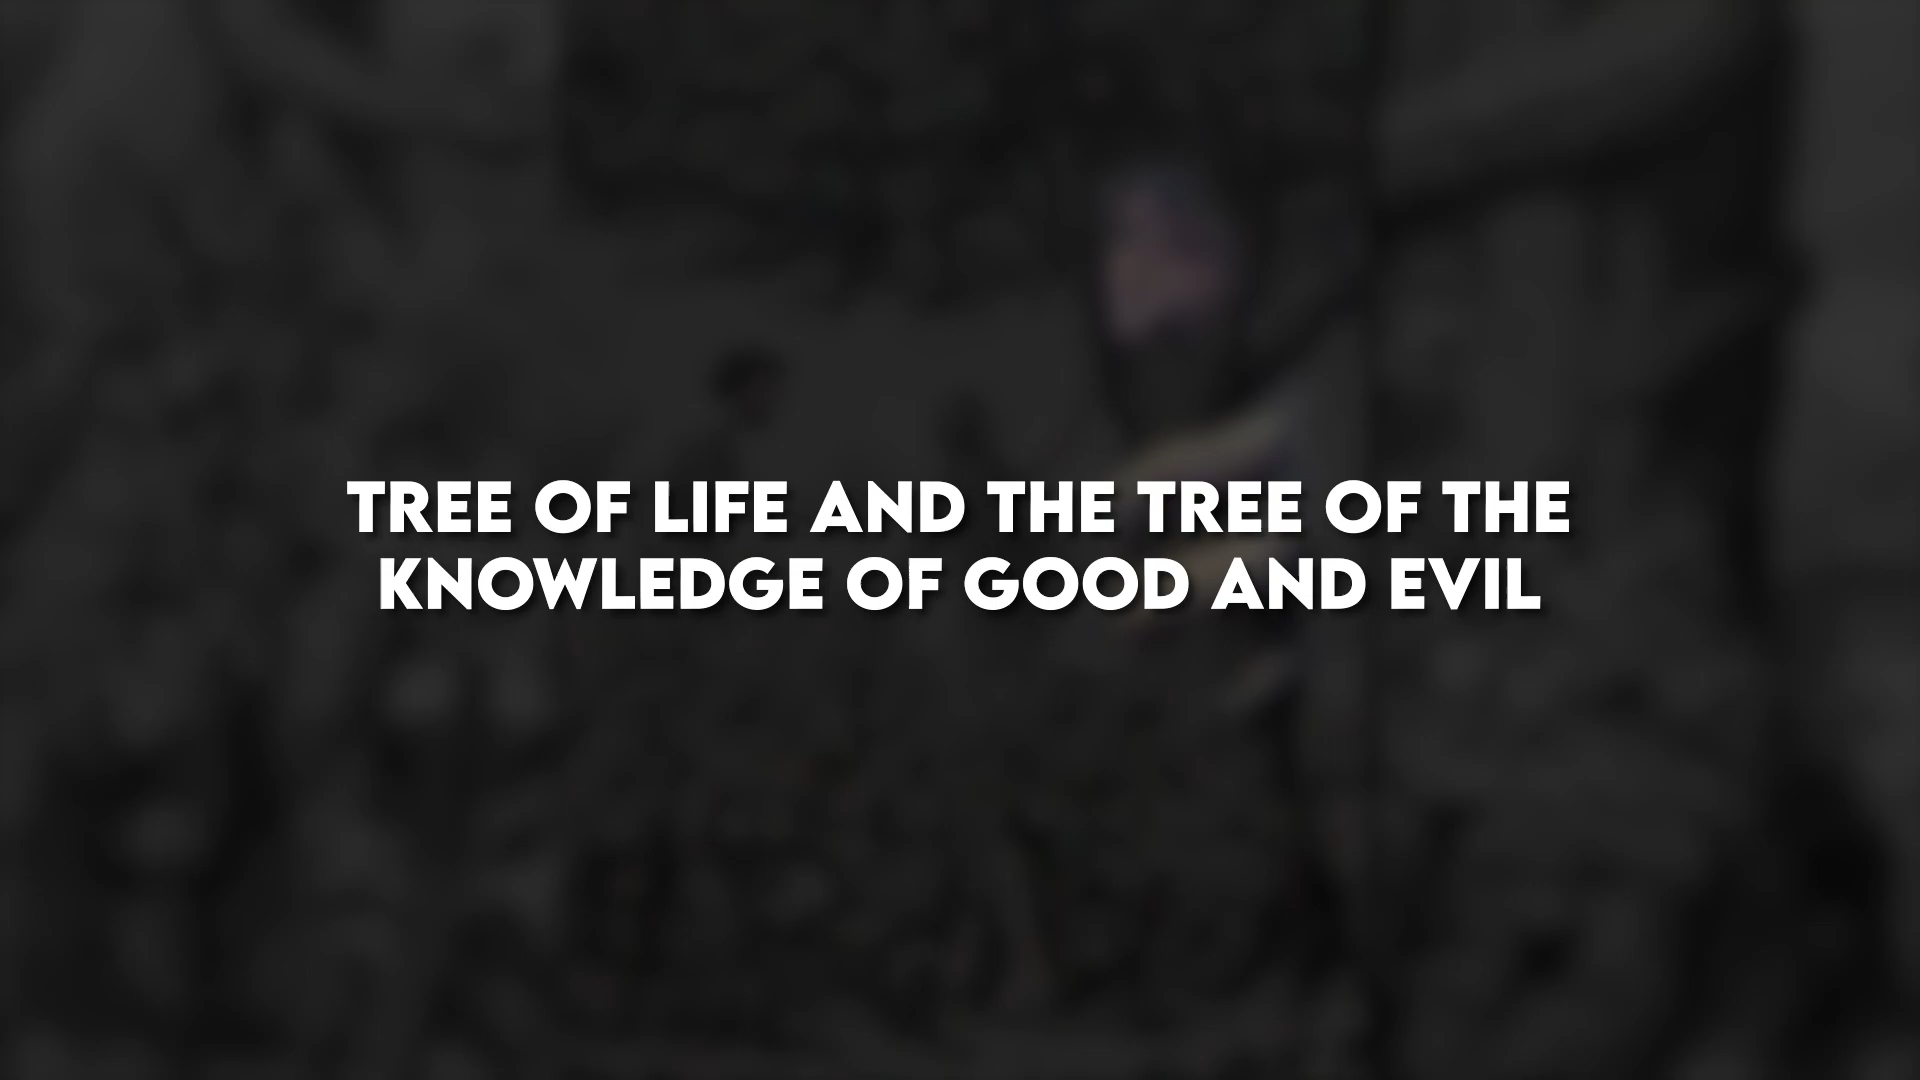 TREE OF LIFE AND THE TREE OF THE
KNOWLEDGE OF GOOD AND EVIL